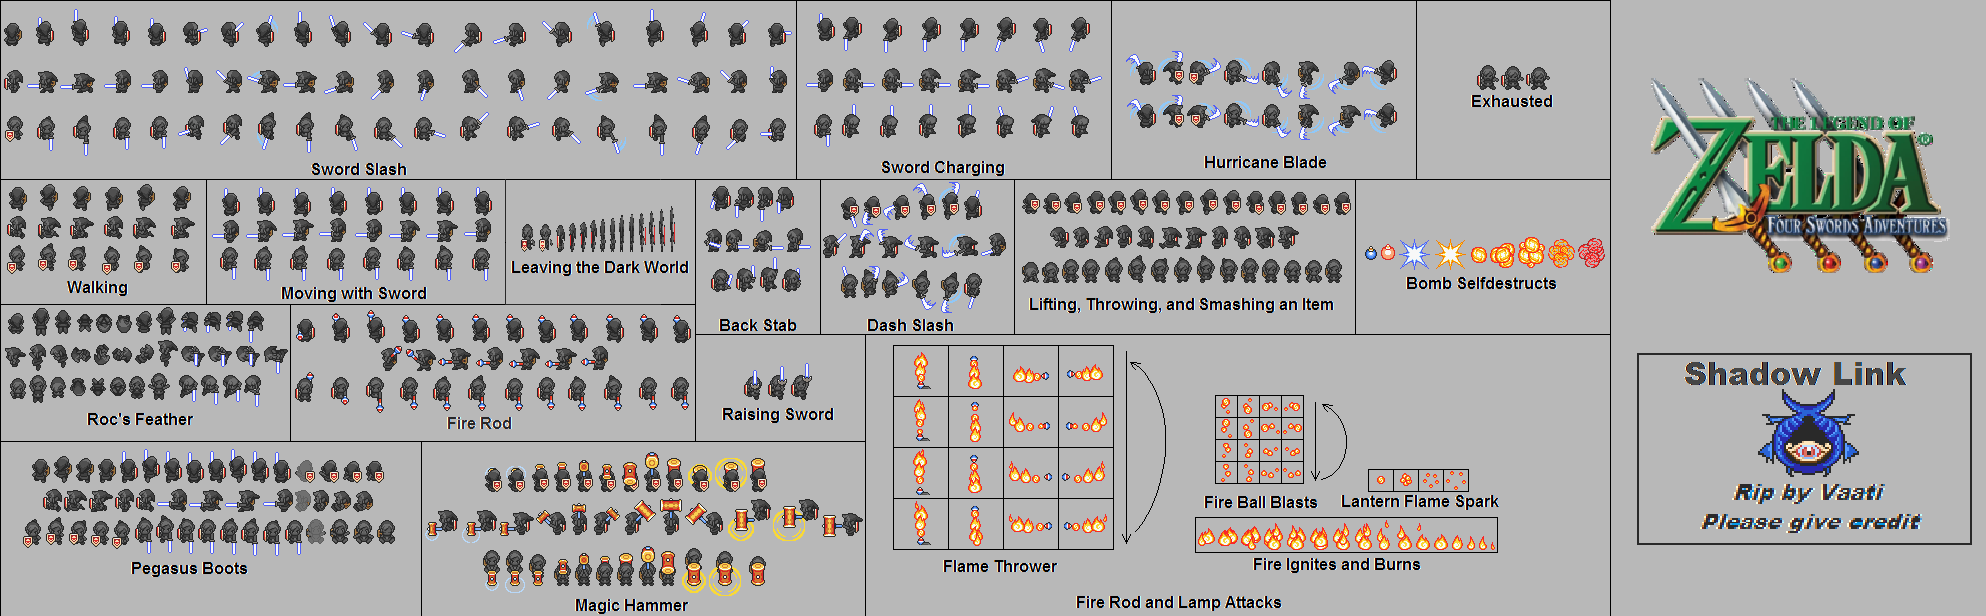 Sword Slash
Sword Charging
Hurricane Blade
Exhausted
THE LEGEND OF
ZELDA®
FOUR SWORDS ADVENTURES
Walking
Moving with Sword
Leaving the Dark World
Back Stab
Dash Slash
Lifting, Throwing, and Smashing an Item
Bomb Selfdestructs
Roc's Feather
Fire Rod
Raising Sword
Shadow Link
Rip by Vaati
Please give credit
Pegasus Boots
Magic Hammer
Flame Thrower
Fire Ball Blasts
Lantern Flame Spark
Fire Ignites and Burns
Fire Rod and Lamp Attacks